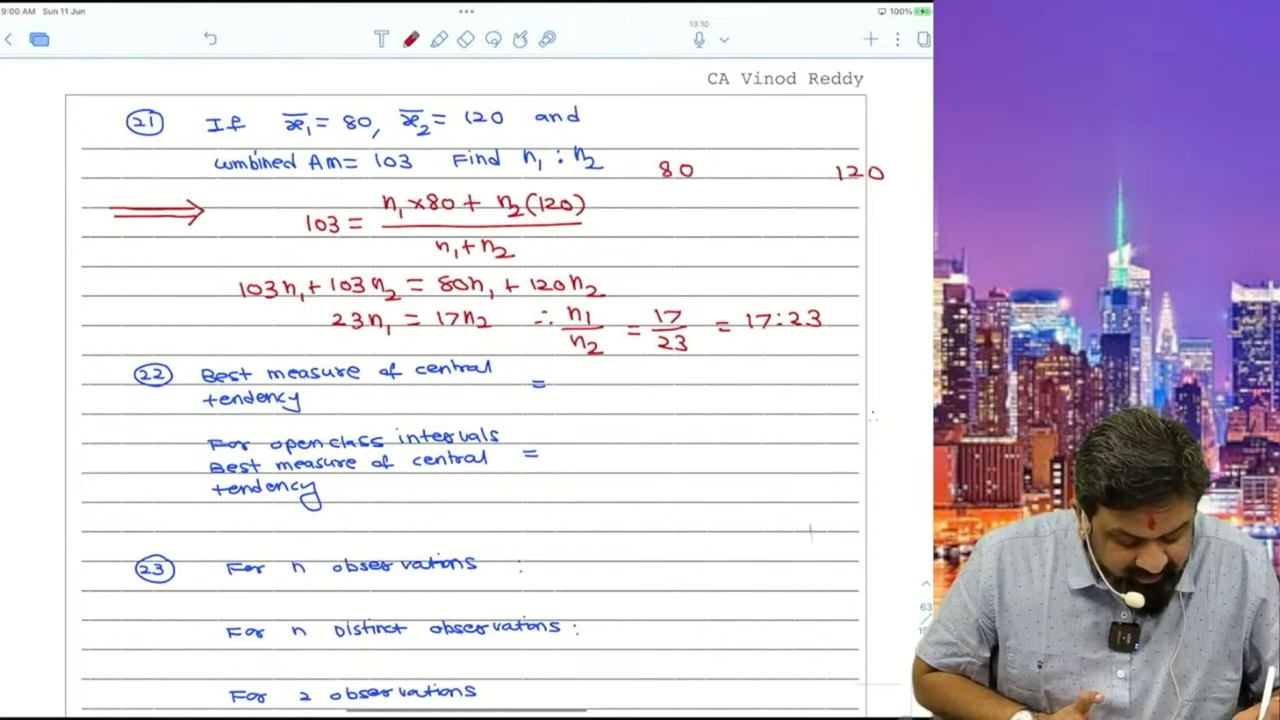 9:00 AM Sun 11 Jun
100%
13:10
T
CA Vinod Reddy
21 If x̅₁ = 80, x̅₂ = 120 and
combined Am = 103 Find n₁ : n₂
80 120
⟹ 103 = n₁×80 + n₂(120) / n₁+n₂
103n₁ + 103n₂ = 80n₁ + 120n₂
23n₁ = 17n₂ ∴ n₁/n₂ = 17/23 = 17:23
22 Best measure of central =
tendency
For open class intervals
Best measure of central =
tendency
23 For n observations :
For n Distinct observations :
For 2 observations
63